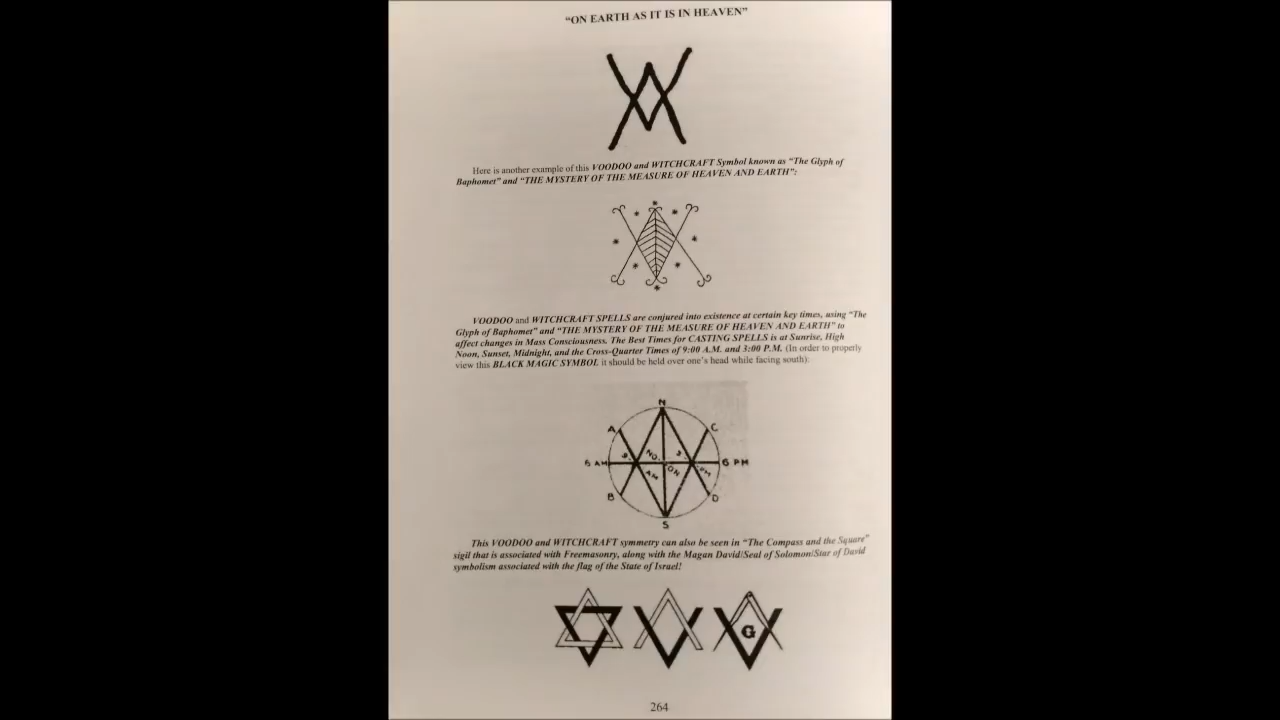 “ON EARTH AS IT IS IN HEAVEN”
Here is another example of this VOODOO and WITCHCRAFT Symbol known as “The Glyph of
Baphomet” and “THE MYSTERY OF THE MEASURE OF HEAVEN AND EARTH”:
VOODOO and WITCHCRAFT SPELLS are conjured into existence at certain key times, using “The
Glyph of Baphomet” and “THE MYSTERY OF THE MEASURE OF HEAVEN AND EARTH” to
affect changes in Mass Consciousness. The Best Times for CASTING SPELLS is at Sunrise, High
Noon, Sunset, Midnight, and the Cross-Quarter Times of 9:00 A.M. and 3:00 P.M. (In order to properly
view this BLACK MAGIC SYMBOL it should be held over one’s head while facing south):
N
A C
6 AM 9 NO ON 3 6 PM
AM PM
B D
S
This VOODOO and WITCHCRAFT symmetry can also be seen in “The Compass and the Square”
sigil that is associated with Freemasonry, along with the Magan David/Seal of Solomon/Star of David
symbolism associated with the flag of the State of Israel!
G
264